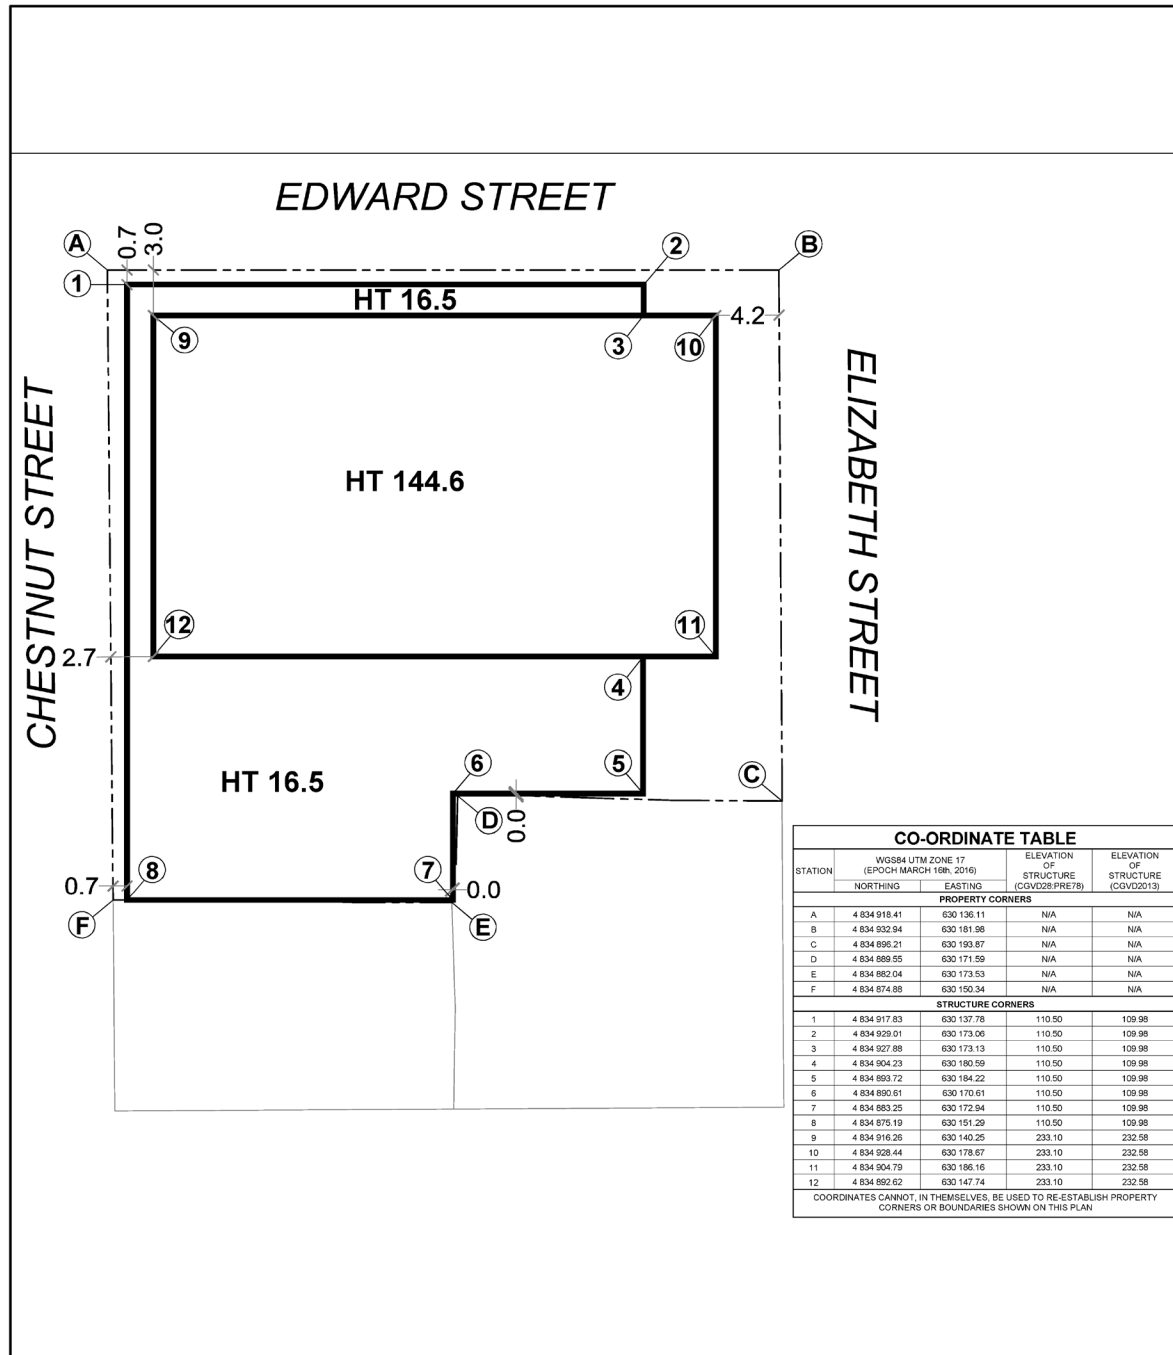 EDWARD STREET
A
0.7
3.0
2
B
1
HT 16.5
4.2
9
3
10
CHESTNUT STREET
ELIZABETH STREET
HT 144.6
12
11
2.7
4
HT 16.5
6
5
C
D
0.0
8
7
0.7
0.0
F
E
CO-ORDINATE TABLE
STATION WGS84 UTM ZONE 17 (EPOCH MARCH 16th, 2016) ELEVATION OF STRUCTURE (CGVD28:PRE78) ELEVATION OF STRUCTURE (CGVD2013)
NORTHING EASTING
PROPERTY CORNERS
A 4 834 918.41 630 136.11 N/A N/A
B 4 834 932.94 630 181.98 N/A N/A
C 4 834 896.21 630 193.87 N/A N/A
D 4 834 889.55 630 171.59 N/A N/A
E 4 834 882.04 630 173.53 N/A N/A
F 4 834 874.88 630 150.34 N/A N/A
STRUCTURE CORNERS
1 4 834 917.83 630 137.78 110.50 109.98
2 4 834 929.01 630 173.06 110.50 109.98
3 4 834 927.88 630 173.13 110.50 109.98
4 4 834 904.23 630 180.59 110.50 109.98
5 4 834 893.72 630 184.22 110.50 109.98
6 4 834 890.61 630 170.61 110.50 109.98
7 4 834 883.25 630 172.94 110.50 109.98
8 4 834 875.19 630 151.29 110.50 109.98
9 4 834 916.26 630 140.25 233.10 232.58
10 4 834 928.44 630 178.67 233.10 232.58
11 4 834 904.79 630 186.16 233.10 232.58
12 4 834 892.62 630 147.74 233.10 232.58
COORDINATES CANNOT, IN THEMSELVES, BE USED TO RE-ESTABLISH PROPERTY
CORNERS OR BOUNDARIES SHOWN ON THIS PLAN